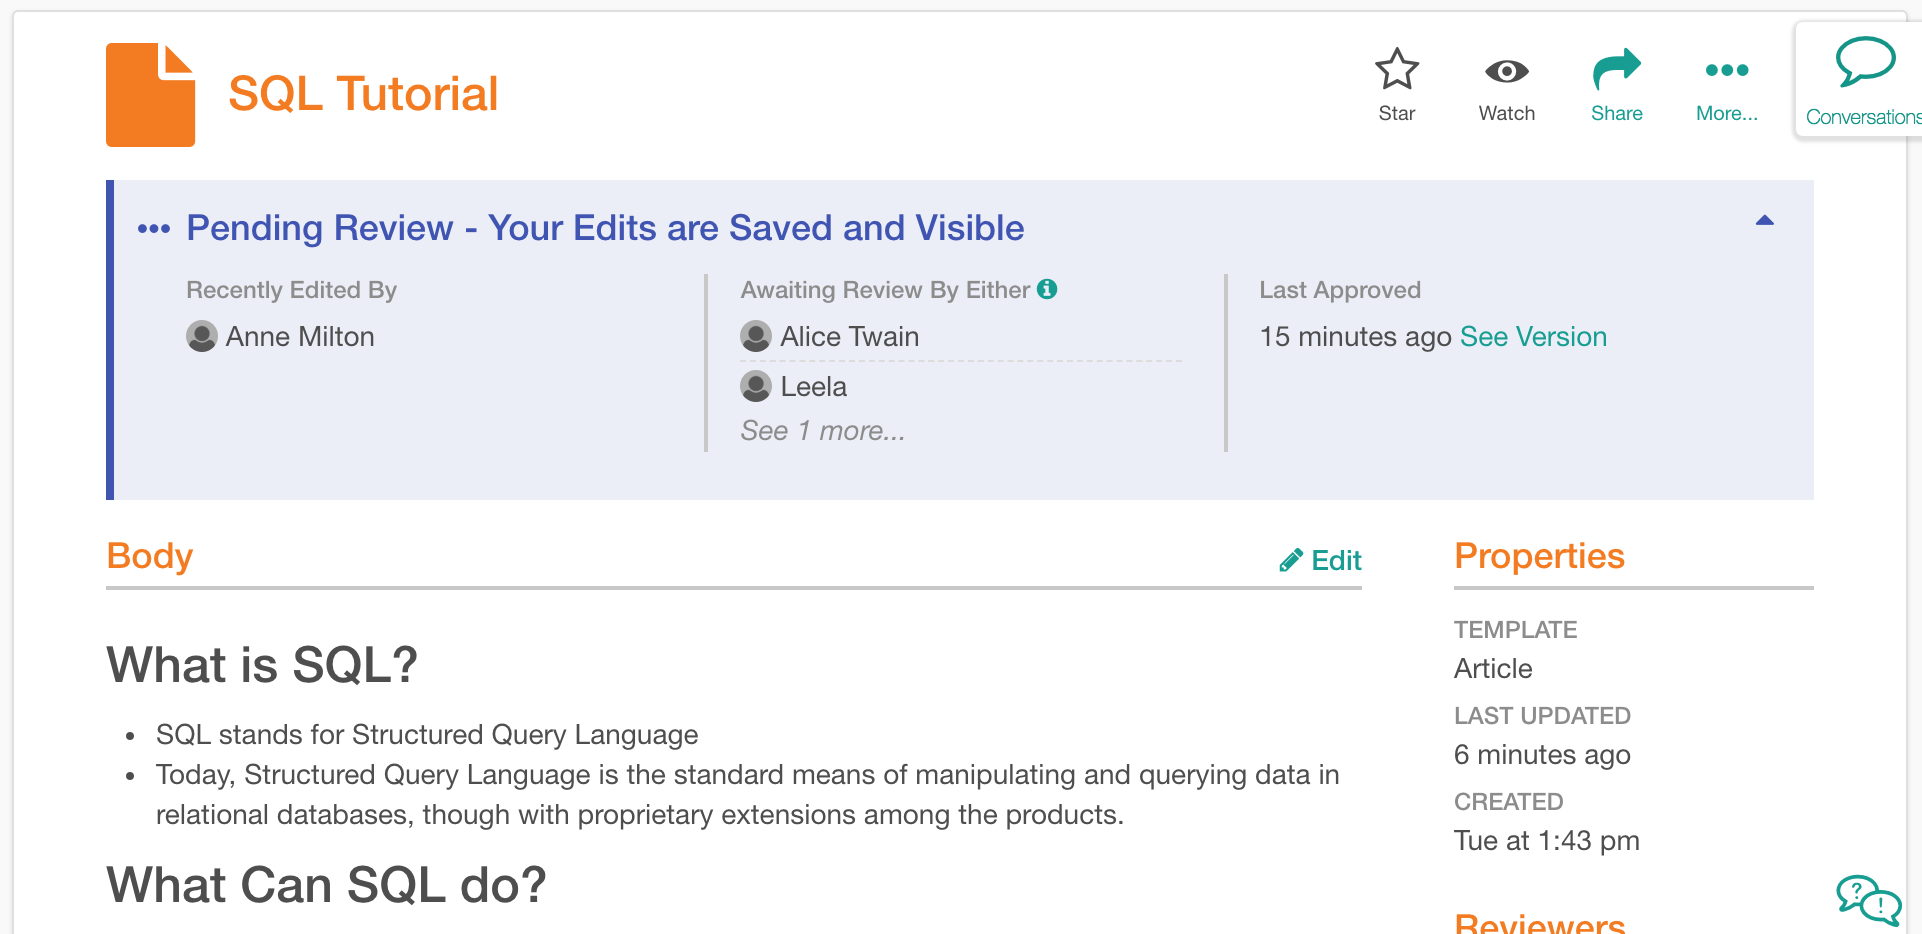 SQL Tutorial
Star
Watch
Share
More...
Conversations
Pending Review - Your Edits are Saved and Visible
Recently Edited By
Anne Milton
Awaiting Review By Either
Alice Twain
Leela
See 1 more...
Last Approved
15 minutes ago See Version
Body
Edit
What is SQL?
• SQL stands for Structured Query Language
• Today, Structured Query Language is the standard means of manipulating and querying data in
relational databases, though with proprietary extensions among the products.
What Can SQL do?
Properties
TEMPLATE
Article
LAST UPDATED
6 minutes ago
CREATED
Tue at 1:43 pm
Reviewers